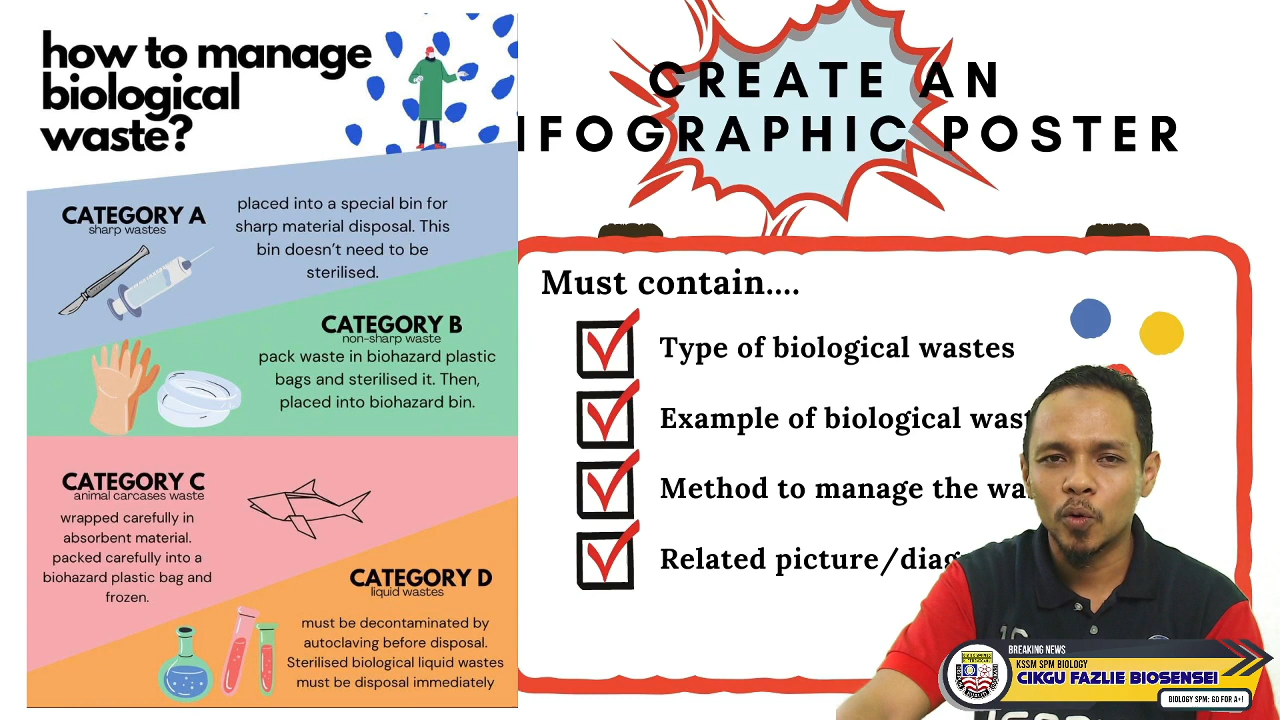 how to manage
biological
waste?
CATEGORY A
sharp wastes
placed into a special bin for
sharp material disposal. This
bin doesn't need to be
sterilised.
CATEGORY B
non-sharp waste
pack waste in biohazard plastic
bags and sterilised it. Then,
placed into biohazard bin.
CATEGORY C
animal carcases waste
wrapped carefully in
absorbent material.
packed carefully into a
biohazard plastic bag and
frozen.
CATEGORY D
liquid wastes
must be decontaminated by
autoclaving before disposal.
Sterilised biological liquid wastes
must be disposal immediately
CREATE AN
NFOGRAPHIC POSTER
Must contain....
Type of biological wastes
Example of biological wast
Method to manage the wa
Related picture/diag
BREAKING NEWS
KSSM SPM BIOLOGY
CIKGU FAZLIE BIOSENSEI
BIOLOGY SPM: GO FOR A+!